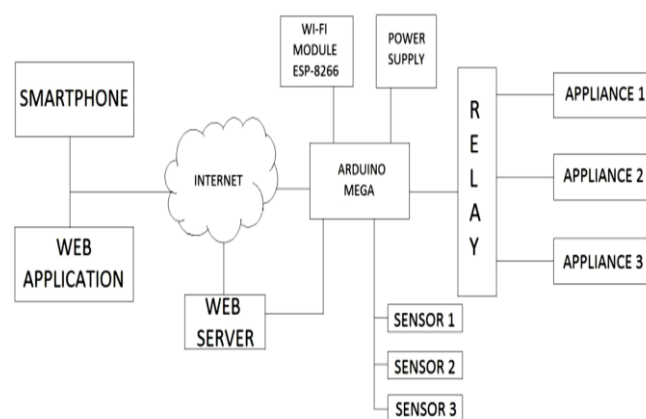 SMARTPHONE
WEB
APPLICATION
INTERNET
WEB
SERVER
WI-FI
MODULE
ESP-8266
POWER
SUPPLY
ARDUINO
MEGA
SENSOR 1
SENSOR 2
SENSOR 3
RELAY
APPLIANCE 1
APPLIANCE 2
APPLIANCE 3